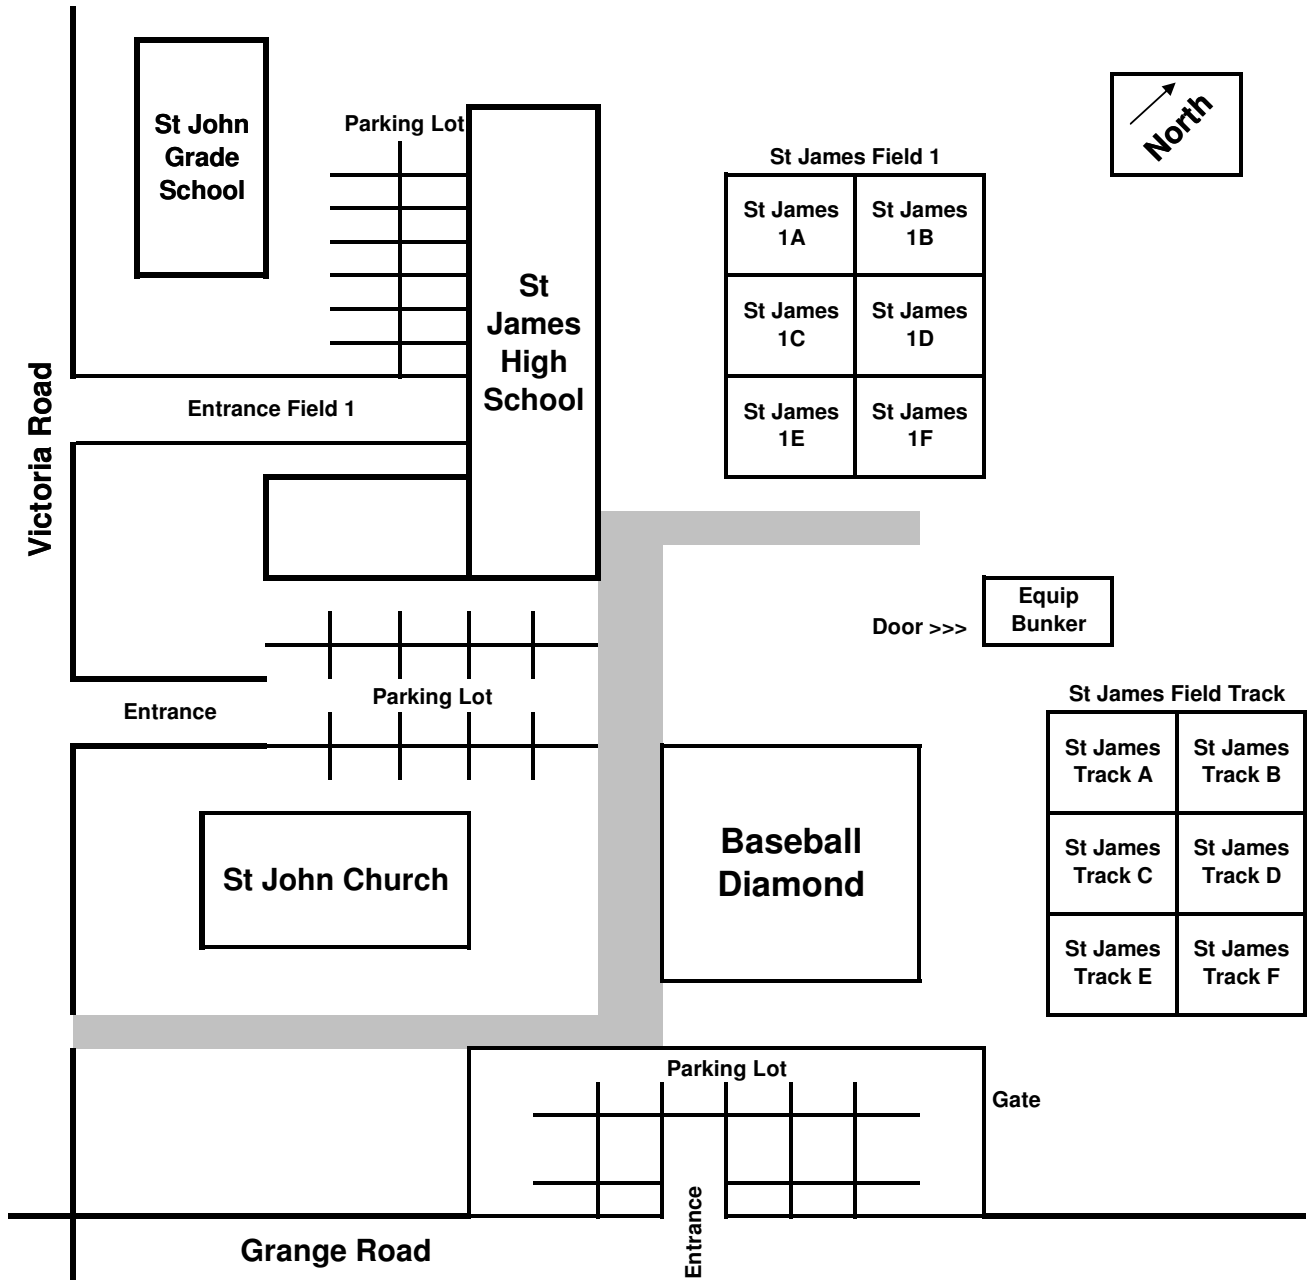 St John
Grade
School
Parking Lot
North
St James Field 1
St James
1A
St James
1B
St James
1C
St James
1D
St James
1E
St James
1F
St
James
High
School
Victoria Road
Entrance Field 1
Equip
Bunker
Door >>>
Entrance
Parking Lot
St James Field Track
St James
Track A
St James
Track B
St James
Track C
St James
Track D
St James
Track E
St James
Track F
Baseball
Diamond
St John Church
Parking Lot
Gate
Entrance
Grange Road